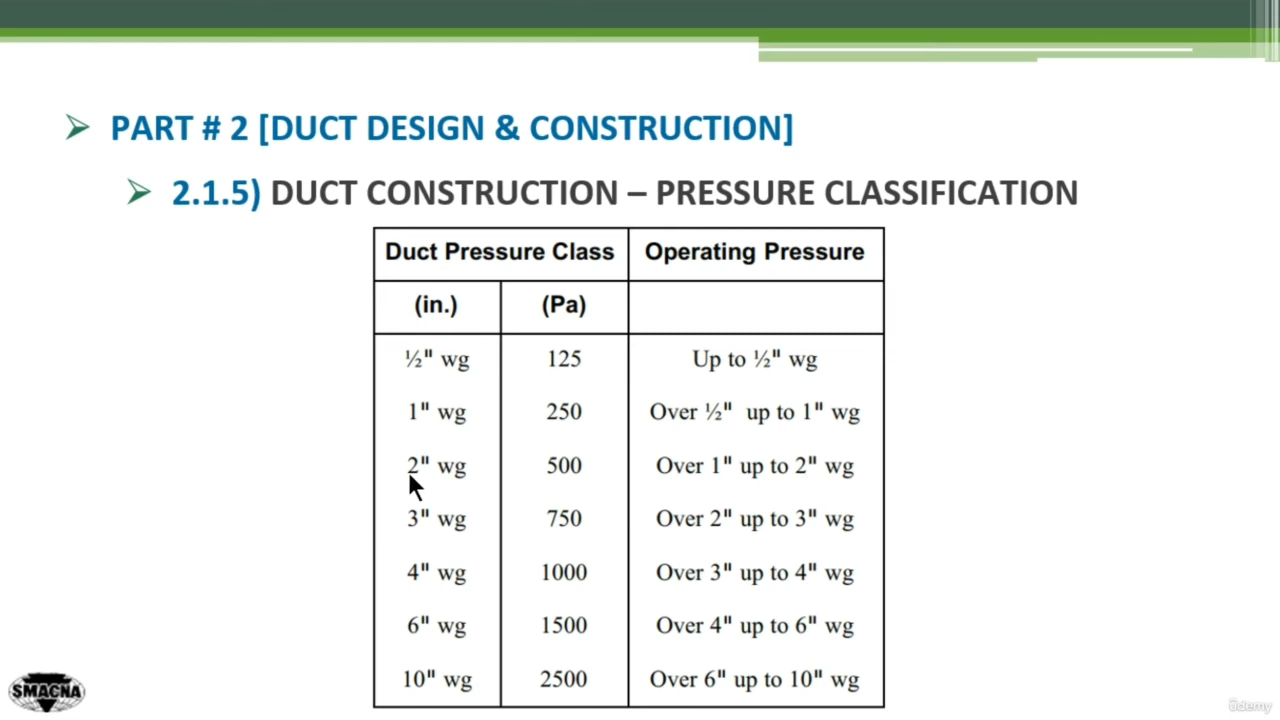 PART # 2 [DUCT DESIGN & CONSTRUCTION]
2.1.5) DUCT CONSTRUCTION – PRESSURE CLASSIFICATION
Duct Pressure Class Operating Pressure
(in.) (Pa)
½" wg 125 Up to ½" wg
1" wg 250 Over ½" up to 1" wg
2" wg 500 Over 1" up to 2" wg
3" wg 750 Over 2" up to 3" wg
4" wg 1000 Over 3" up to 4" wg
6" wg 1500 Over 4" up to 6" wg
10" wg 2500 Over 6" up to 10" wg
SMACNA
ûdemy